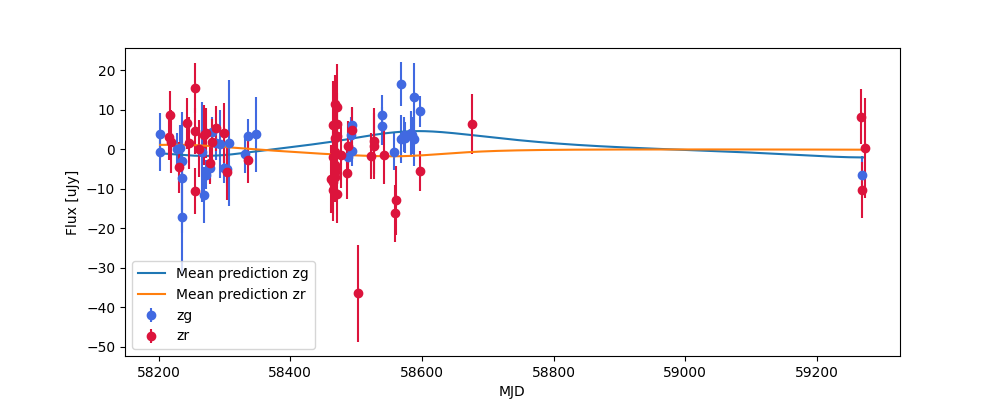 20
10
0
−10
−20
−30
−40
−50
Flux [uJy]
Mean prediction zg
Mean prediction zr
zg
zr
58200 58400 58600 58800 59000 59200
MJD